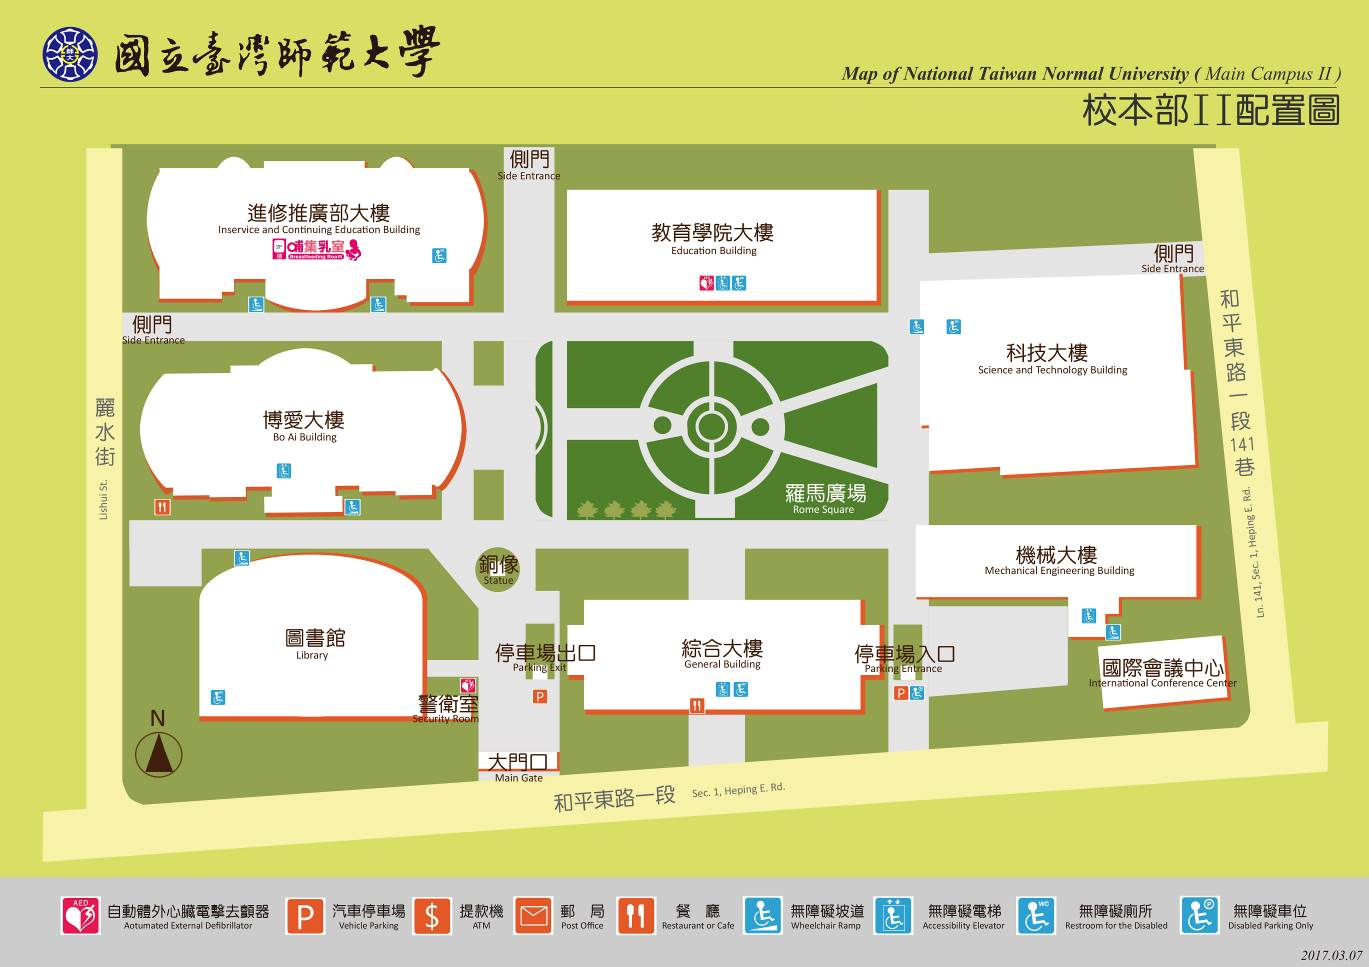 國立臺灣師範大學
Map of National Taiwan Normal University ( Main Campus II )
校本部II配置圖
側門
Side Entrance
進修推廣部大樓
Inservice and Continuing Education Building
哺集乳室
Breastfeeding Room
教育學院大樓
Education Building
側門
Side Entrance
側門
Side Entrance
科技大樓
Science and Technology Building
和平東路一段141巷
Ln. 141, Sec. 1, Heping E. Rd.
麗水街
Lishui St.
博愛大樓
Bo Ai Building
羅馬廣場
Rome Square
銅像
Statue
機械大樓
Mechanical Engineering Building
圖書館
Library
停車場出口
Parking Exit
綜合大樓
General Building
停車場入口
Parking Entrance
國際會議中心
International Conference Center
警衛室
Security Room
N
大門口
Main Gate
和平東路一段 Sec. 1, Heping E. Rd.
AED
自動體外心臟電擊去顫器
Aotumated External Defibrillator
P
汽車停車場
Vehicle Parking
$
提款機
ATM
郵 局
Post Office
餐 廳
Restaurant or Cafe
無障礙坡道
Wheelchair Ramp
無障礙電梯
Accessibility Elevator
WC
無障礙廁所
Restroom for the Disabled
P
無障礙車位
Disabled Parking Only
2017.03.07